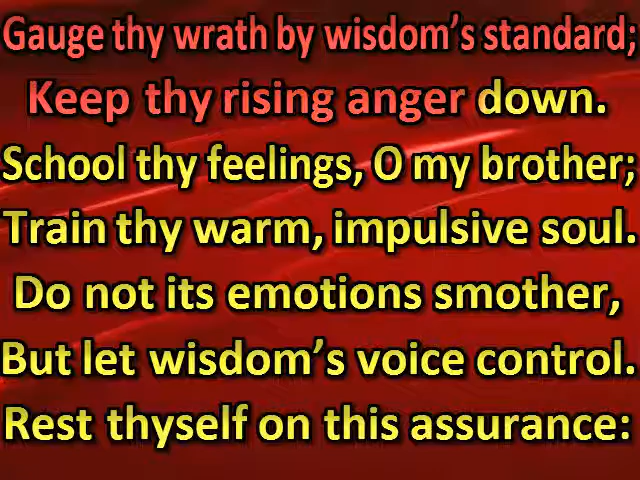 Gauge thy wrath by wisdom's standard;
Keep thy rising anger down.
School thy feelings, O my brother;
Train thy warm, impulsive soul.
Do not its emotions smother,
But let wisdom's voice control.
Rest thyself on this assurance: